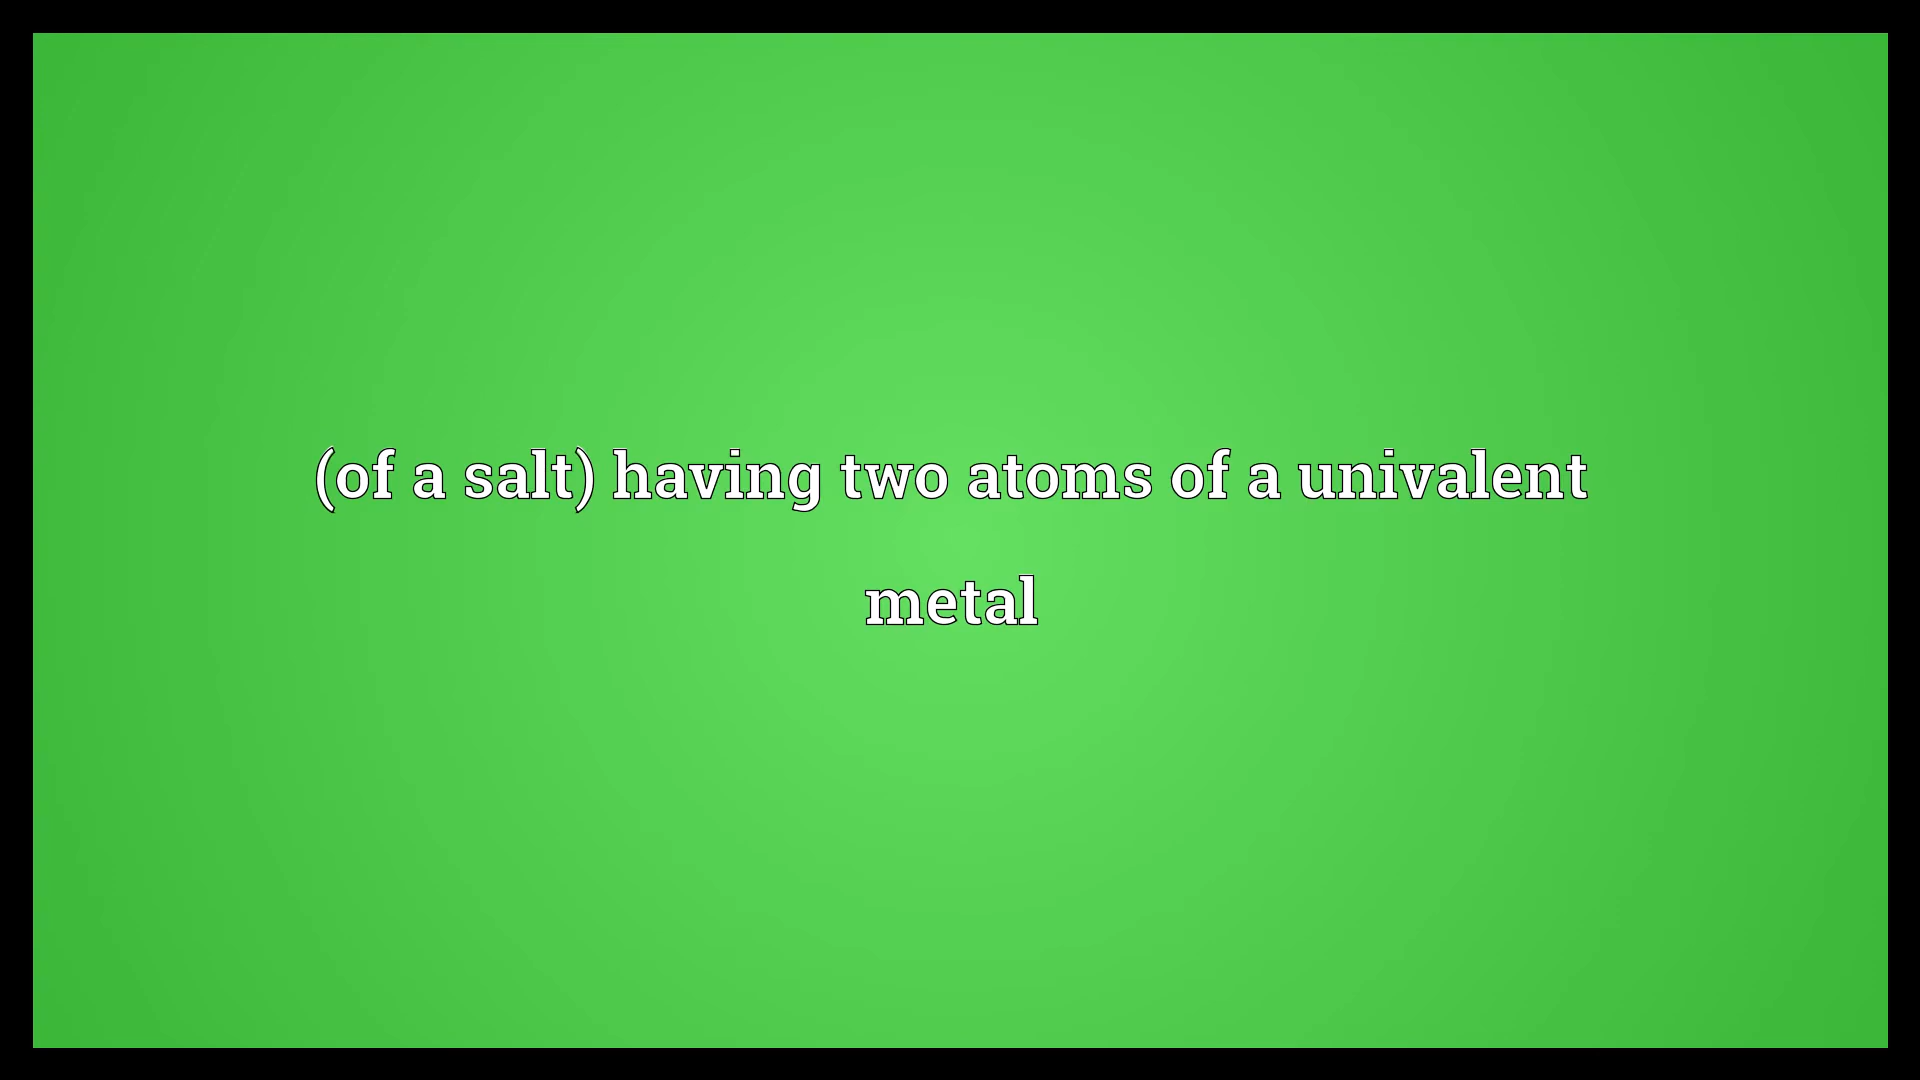 (of a salt) having two atoms of a univalent
metal